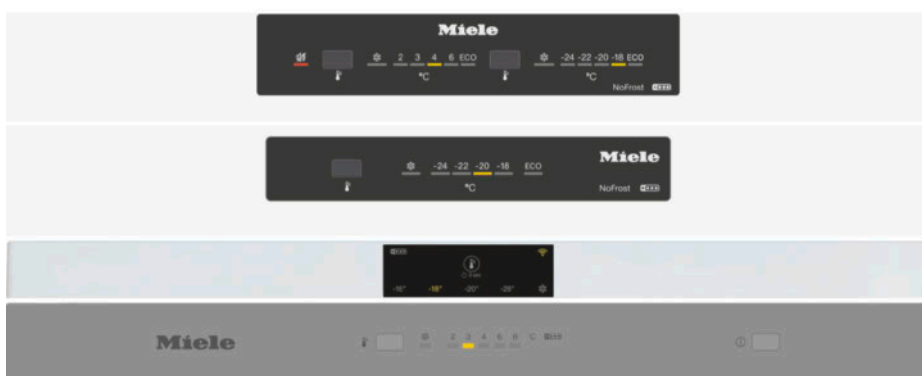 Miele
2 3 4 6 ECO -24 -22 -20 -18 ECO
°C °C
NoFrost
Miele
-24 -22 -20 -18 ECO
°C
NoFrost
-16° -18° -20° -28°
Miele 2 3 4 5 6 °C